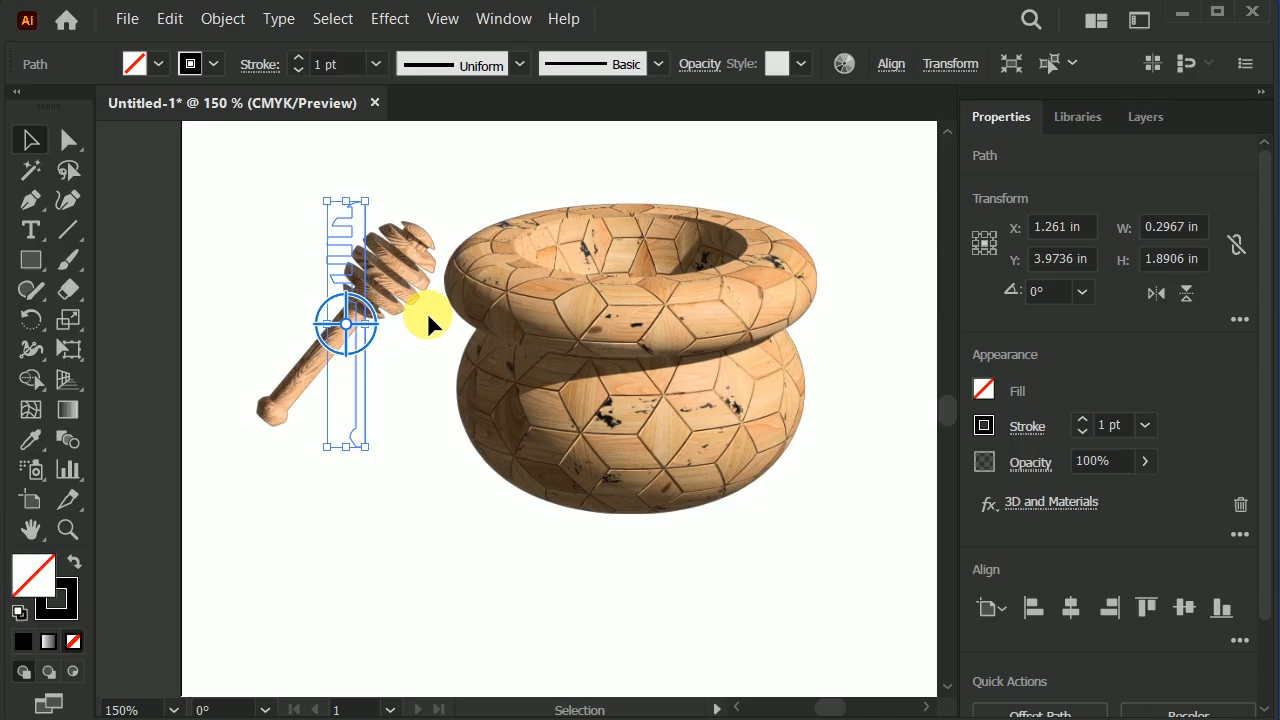 Ai File Edit Object Type Select Effect View Window Help
Path Stroke: 1 pt Uniform Basic Opacity Style: Align Transform
Untitled-1* @ 150 % (CMYK/Preview)
Properties Libraries Layers
Path
Transform
X: 1.261 in W: 0.2967 in
Y: 3.9736 in H: 1.8906 in
0°
Appearance
Fill
Stroke 1 pt
Opacity 100%
fx. 3D and Materials
Align
Quick Actions
Offset Path Recolor
150% 0° 1 Selection